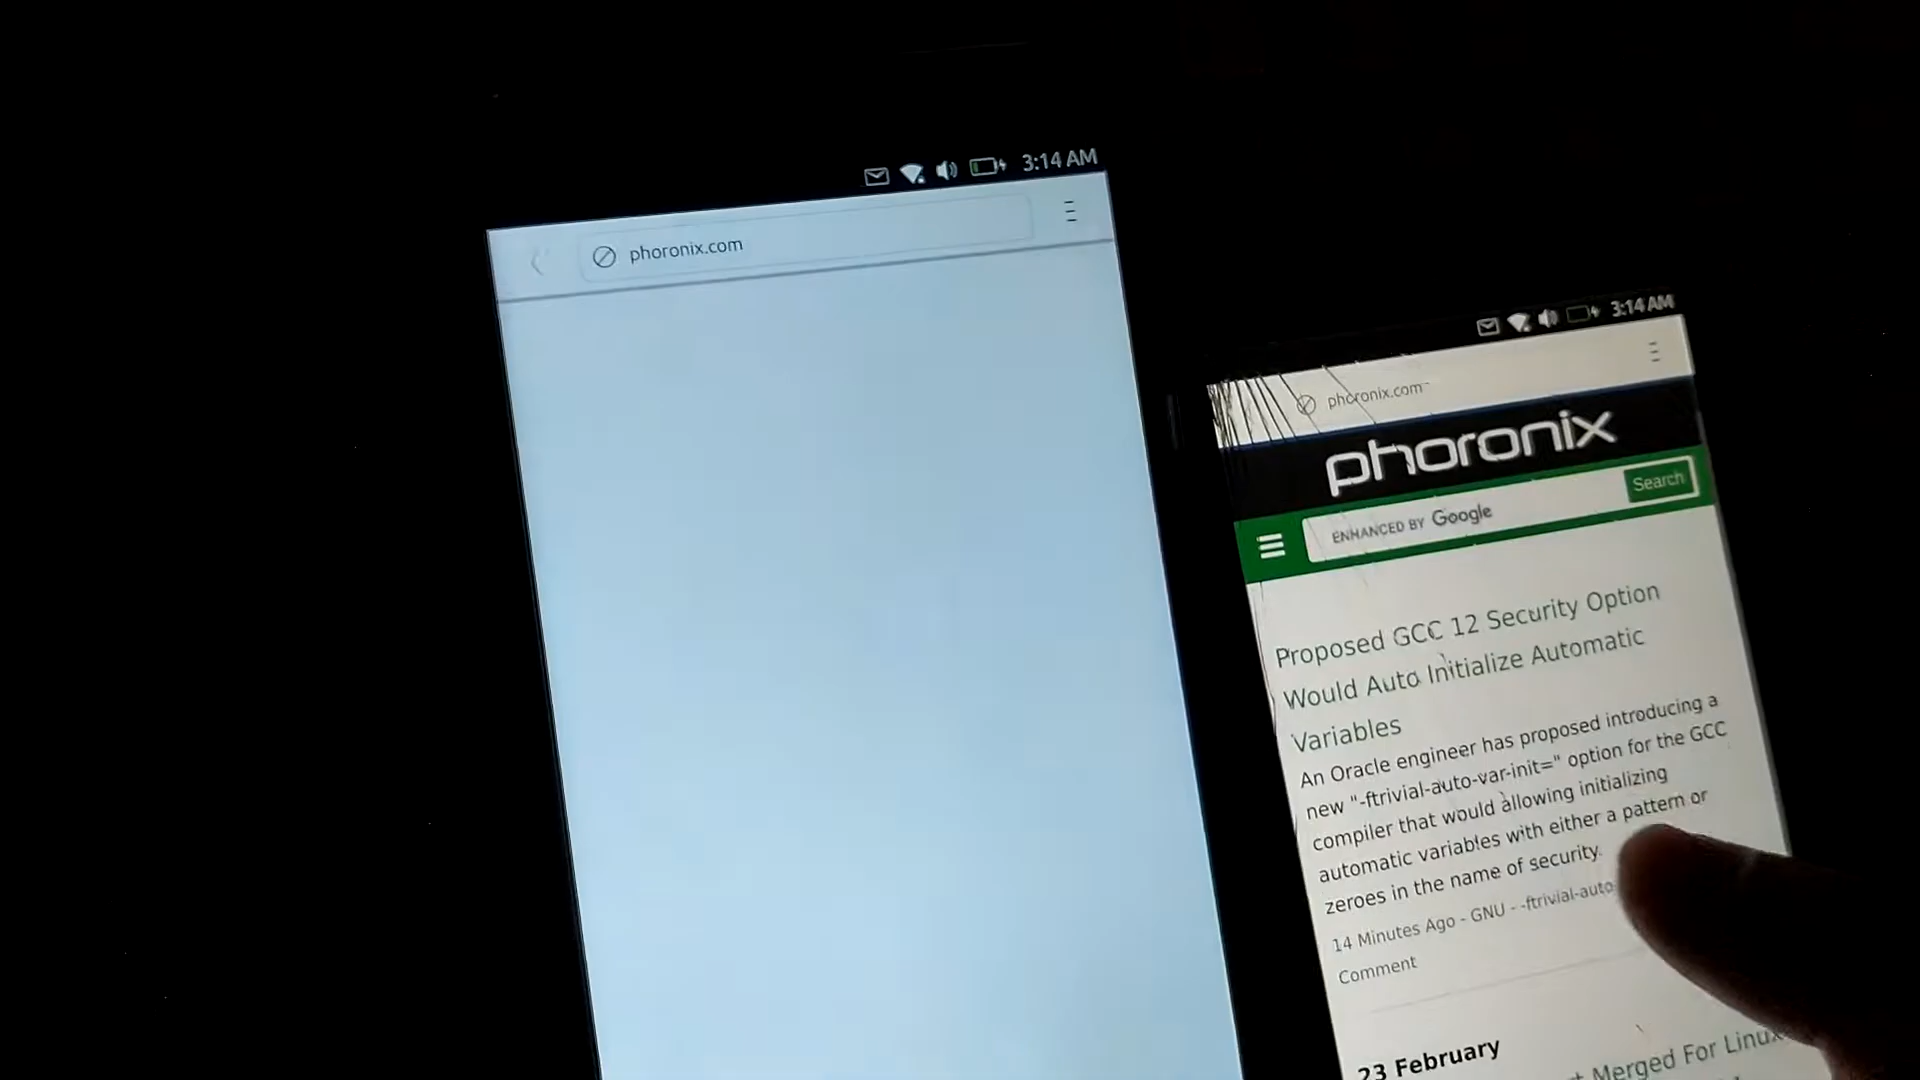 3:14 AM
phoronix.com
3:14 AM
phoronix.com
phoronix
ENHANCED BY Google
Search
Proposed GCC 12 Security Option
Would Auto Initialize Automatic
Variables
An Oracle engineer has proposed introducing a
new "-ftrivial-auto-var-init=" option for the GCC
compiler that would allowing initializing
automatic variables with either a pattern or
zeroes in the name of security.
14 Minutes Ago - GNU - -ftrivial-auto
Comment
23 February
Merged For Linux